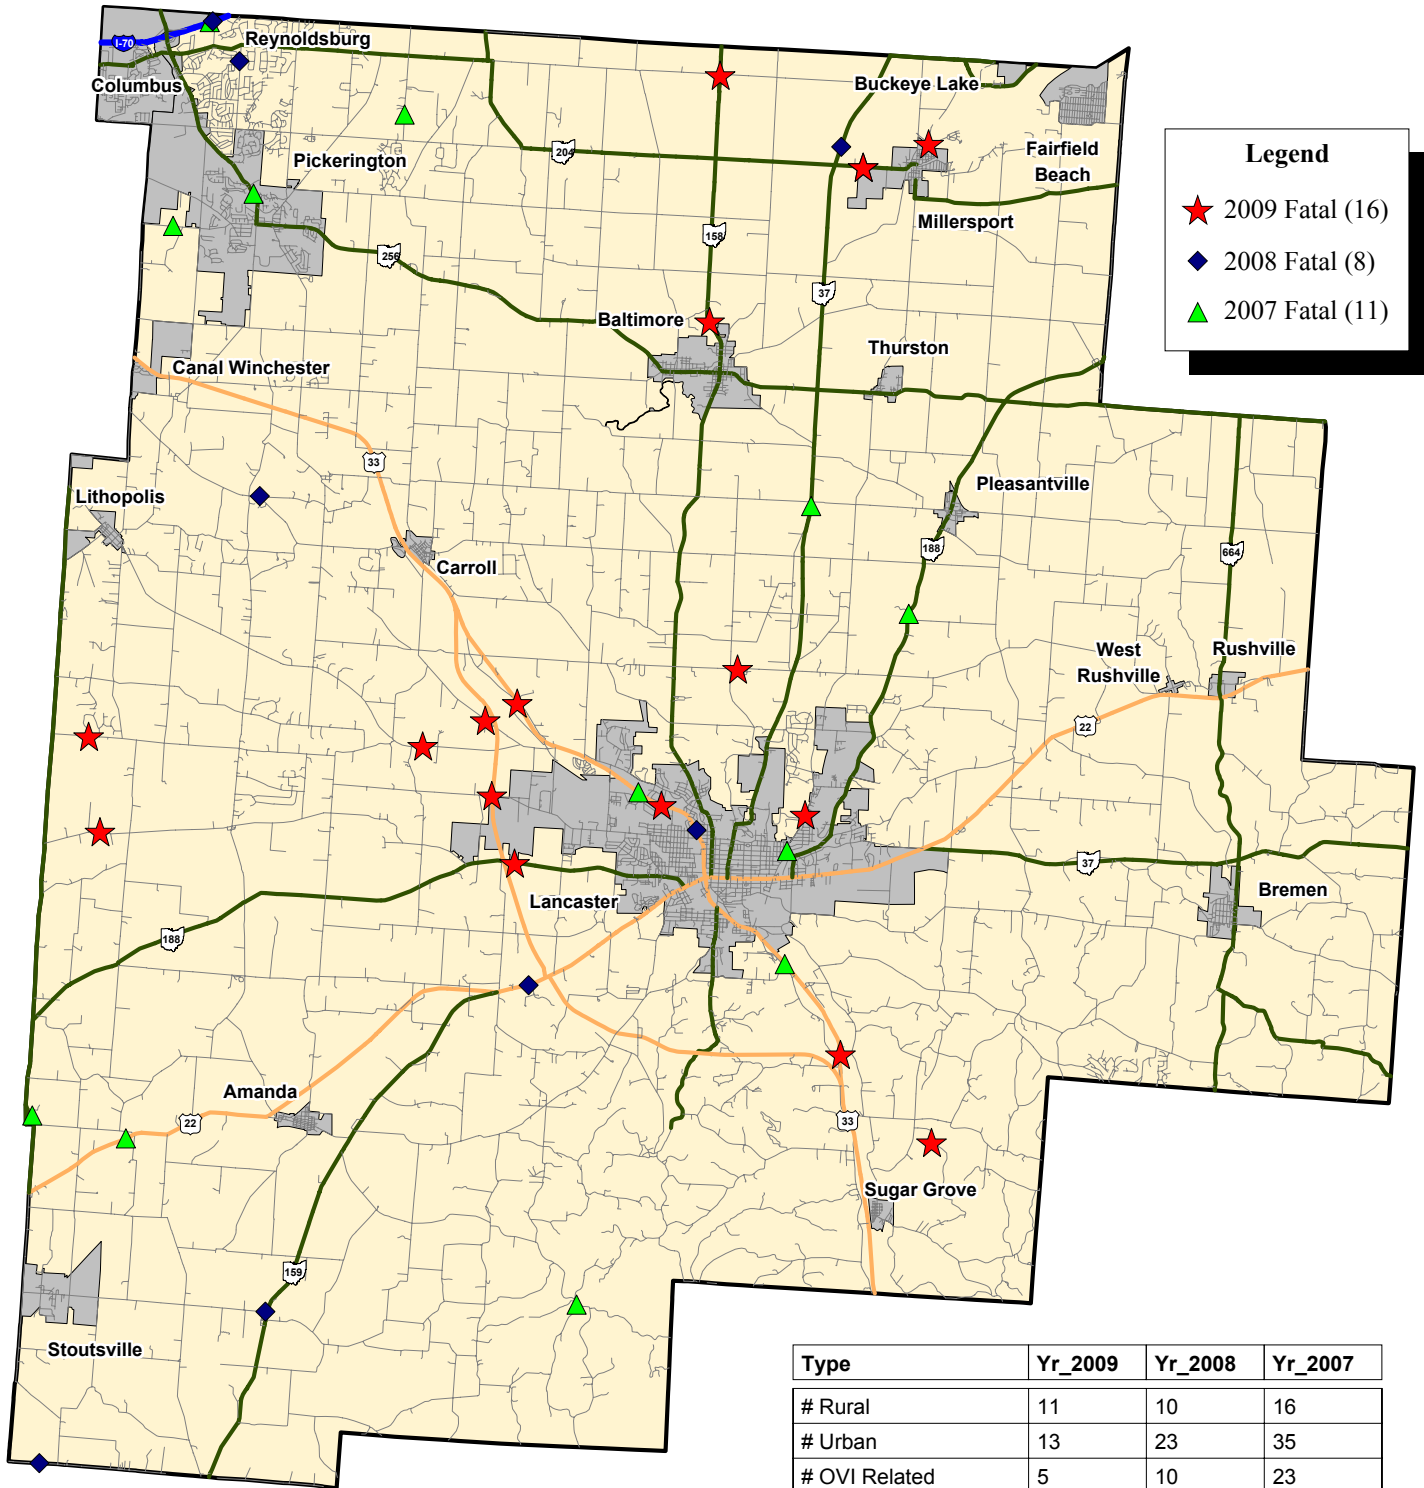 I-70
Reynoldsburg
Columbus
Buckeye Lake
Pickerington
204
Fairfield
Beach
Millersport
158
256
37
Baltimore
Thurston
Canal Winchester
33
Lithopolis
Pleasantville
Carroll
188
664
West
Rushville
Rushville
22
37
Lancaster
Bremen
188
Amanda
22
33
Sugar Grove
159
Stoutsville
Legend
2009 Fatal (16)
2008 Fatal (8)
2007 Fatal (11)
Type Yr_2009 Yr_2008 Yr_2007
# Rural 11 10 16
# Urban 13 23 35
# OVI Related 5 10 23